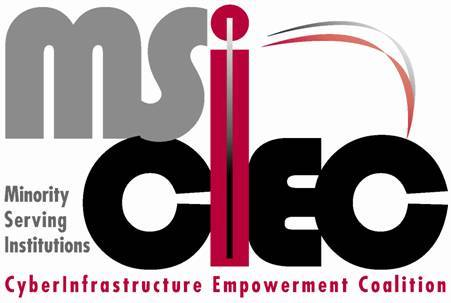 msi
CIEC
Minority
Serving
Institutions
CyberInfrastructure Empowerment Coalition